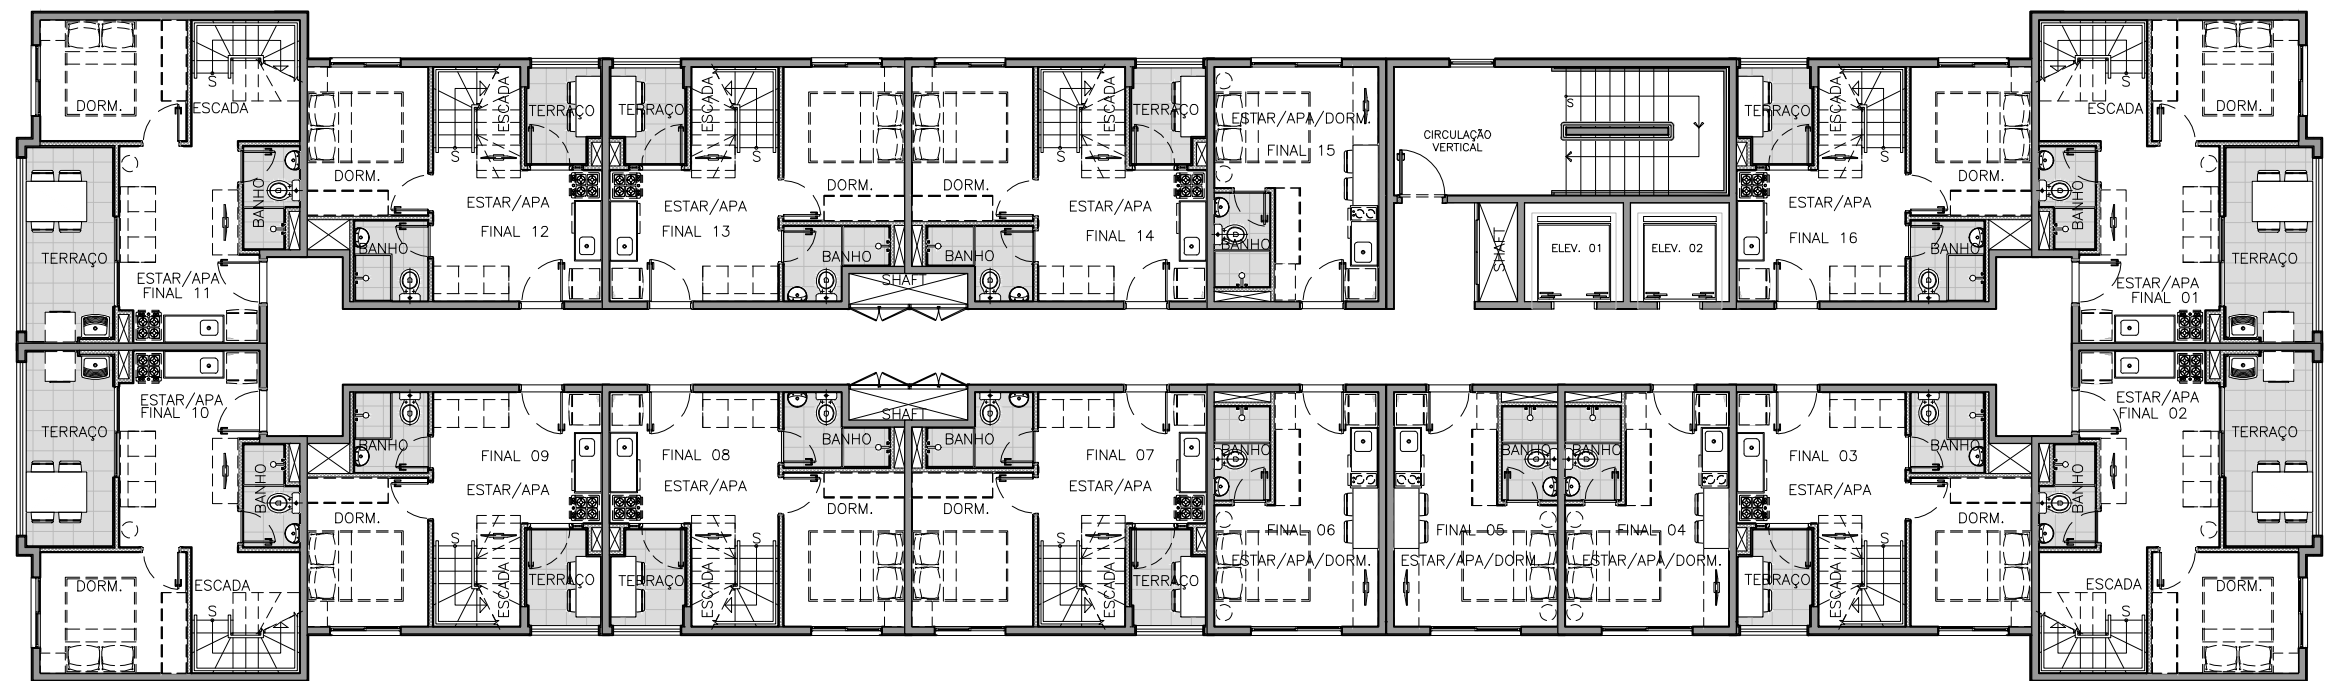 DORM.
ESCADA
S
BANHO
TERRAÇO
ESTAR/APA
FINAL 11
DORM.
ESCADA
S
TERRAÇO
ESTAR/APA
FINAL 12
BANHO
TERRAÇO
ESCADA
S
DORM.
ESTAR/APA
FINAL 13
BANHO
SHAFT
DORM.
ESCADA
S
TERRAÇO
ESTAR/APA
FINAL 14
BANHO
ESTAR/APA/DORM.
FINAL 15
BANHO
CIRCULAÇÃO
VERTICAL
S
SHAFT
ELEV. 01
ELEV. 02
TERRAÇO
ESCADA
S
DORM.
ESTAR/APA
FINAL 16
BANHO
S
ESCADA
DORM.
BANHO
TERRAÇO
ESTAR/APA
FINAL 01
ESTAR/APA
FINAL 10
TERRAÇO
BANHO
DORM.
ESCADA
S
BANHO
FINAL 09
ESTAR/APA
DORM.
S
ESCADA
TERRAÇO
FINAL 08
ESTAR/APA
BANHO
SHAFT
DORM.
TERRAÇO
ESCADA
S
BANHO
FINAL 07
ESTAR/APA
DORM.
S
ESCADA
TERRAÇO
BANHO
FINAL 06
ESTAR/APA/DORM.
BANHO
FINAL 05
ESTAR/APA/DORM.
BANHO
FINAL 04
ESTAR/APA/DORM.
FINAL 03
ESTAR/APA
BANHO
DORM.
TERRAÇO
ESCADA
S
ESTAR/APA
FINAL 02
TERRAÇO
BANHO
ESCADA
S
DORM.